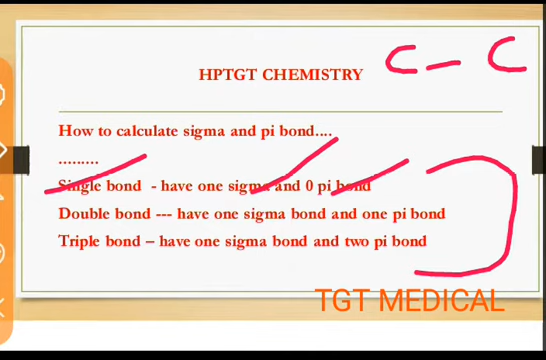 HPTGT CHEMISTRY
C - C
How to calculate sigma and pi bond....
.........
Single bond - have one sigma and 0 pi bond
Double bond --- have one sigma bond and one pi bond
Triple bond – have one sigma bond and two pi bond
TGT MEDICAL